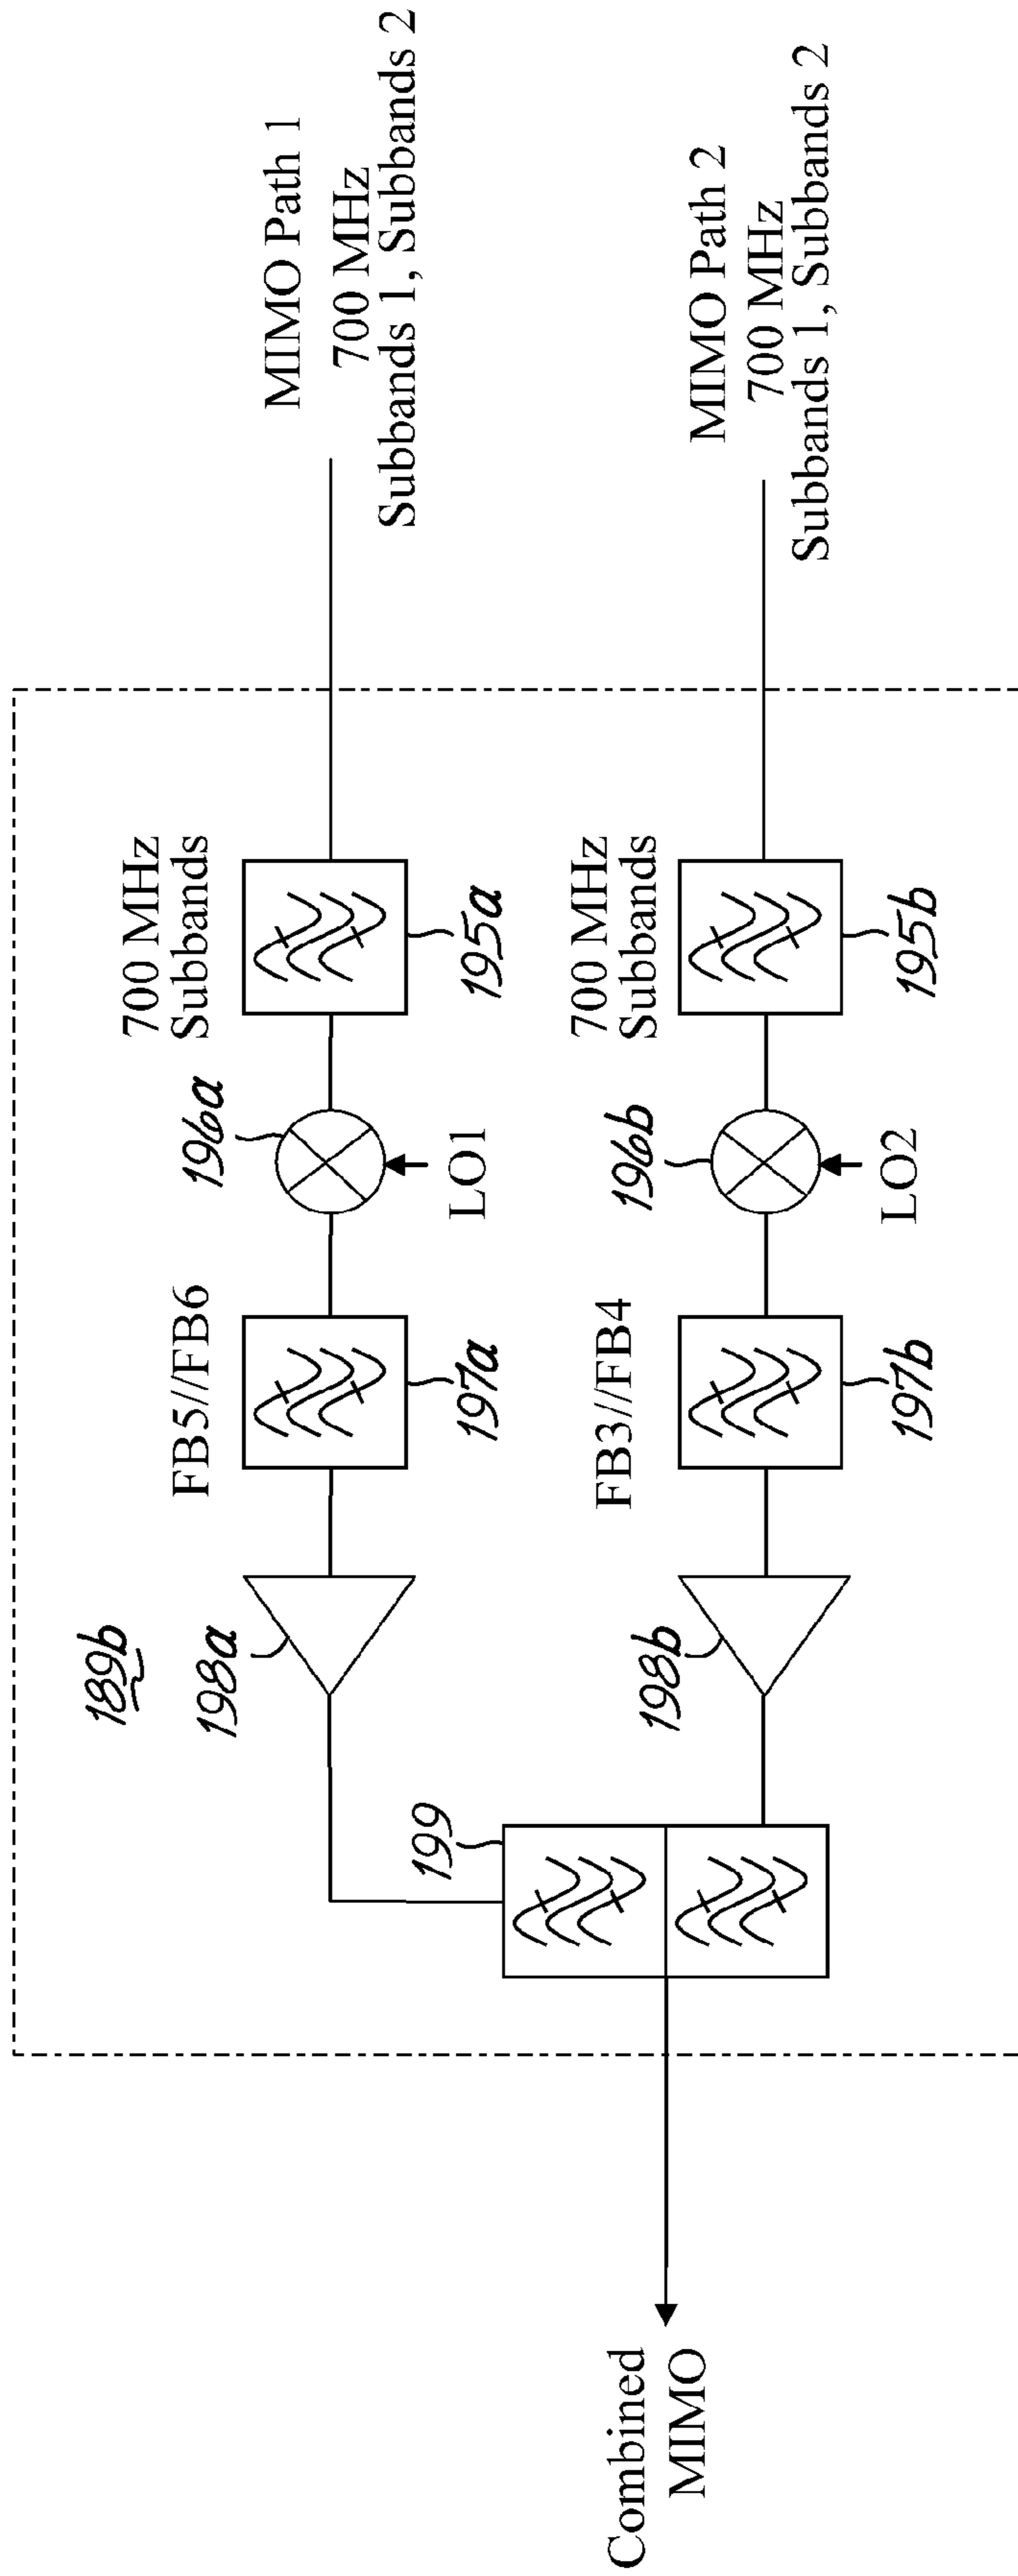 MIMO Path 1
700 MHz
Subbands 1, Subbands 2
MIMO Path 2
700 MHz
Subbands 1, Subbands 2
700 MHz
Subbands
195a
700 MHz
Subbands
195b
196a
LO1
196b
LO2
FB5//FB6
197a
FB3//FB4
197b
189b
198a
198b
199
Combined
MIMO